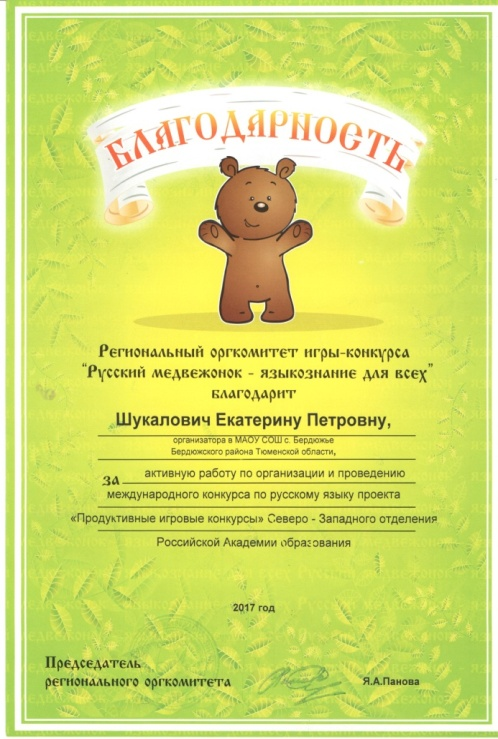 БЛАГОДАРНОСТЬ
Региональный оргкомитет игры-конкурса
"Русский медвежонок - языкознание для всех"
благодарит
Шукалович Екатерину Петровну,
организатора в МАОУ СОШ с. Бердюжье
Бердюжского района Тюменской области,
за активную работу по организации и проведению
международного конкурса по русскому языку проекта
«Продуктивные игровые конкурсы» Северо - Западного отделения
Российской Академии образования
2017 год
Председатель
регионального оргкомитета Я.А.Панова